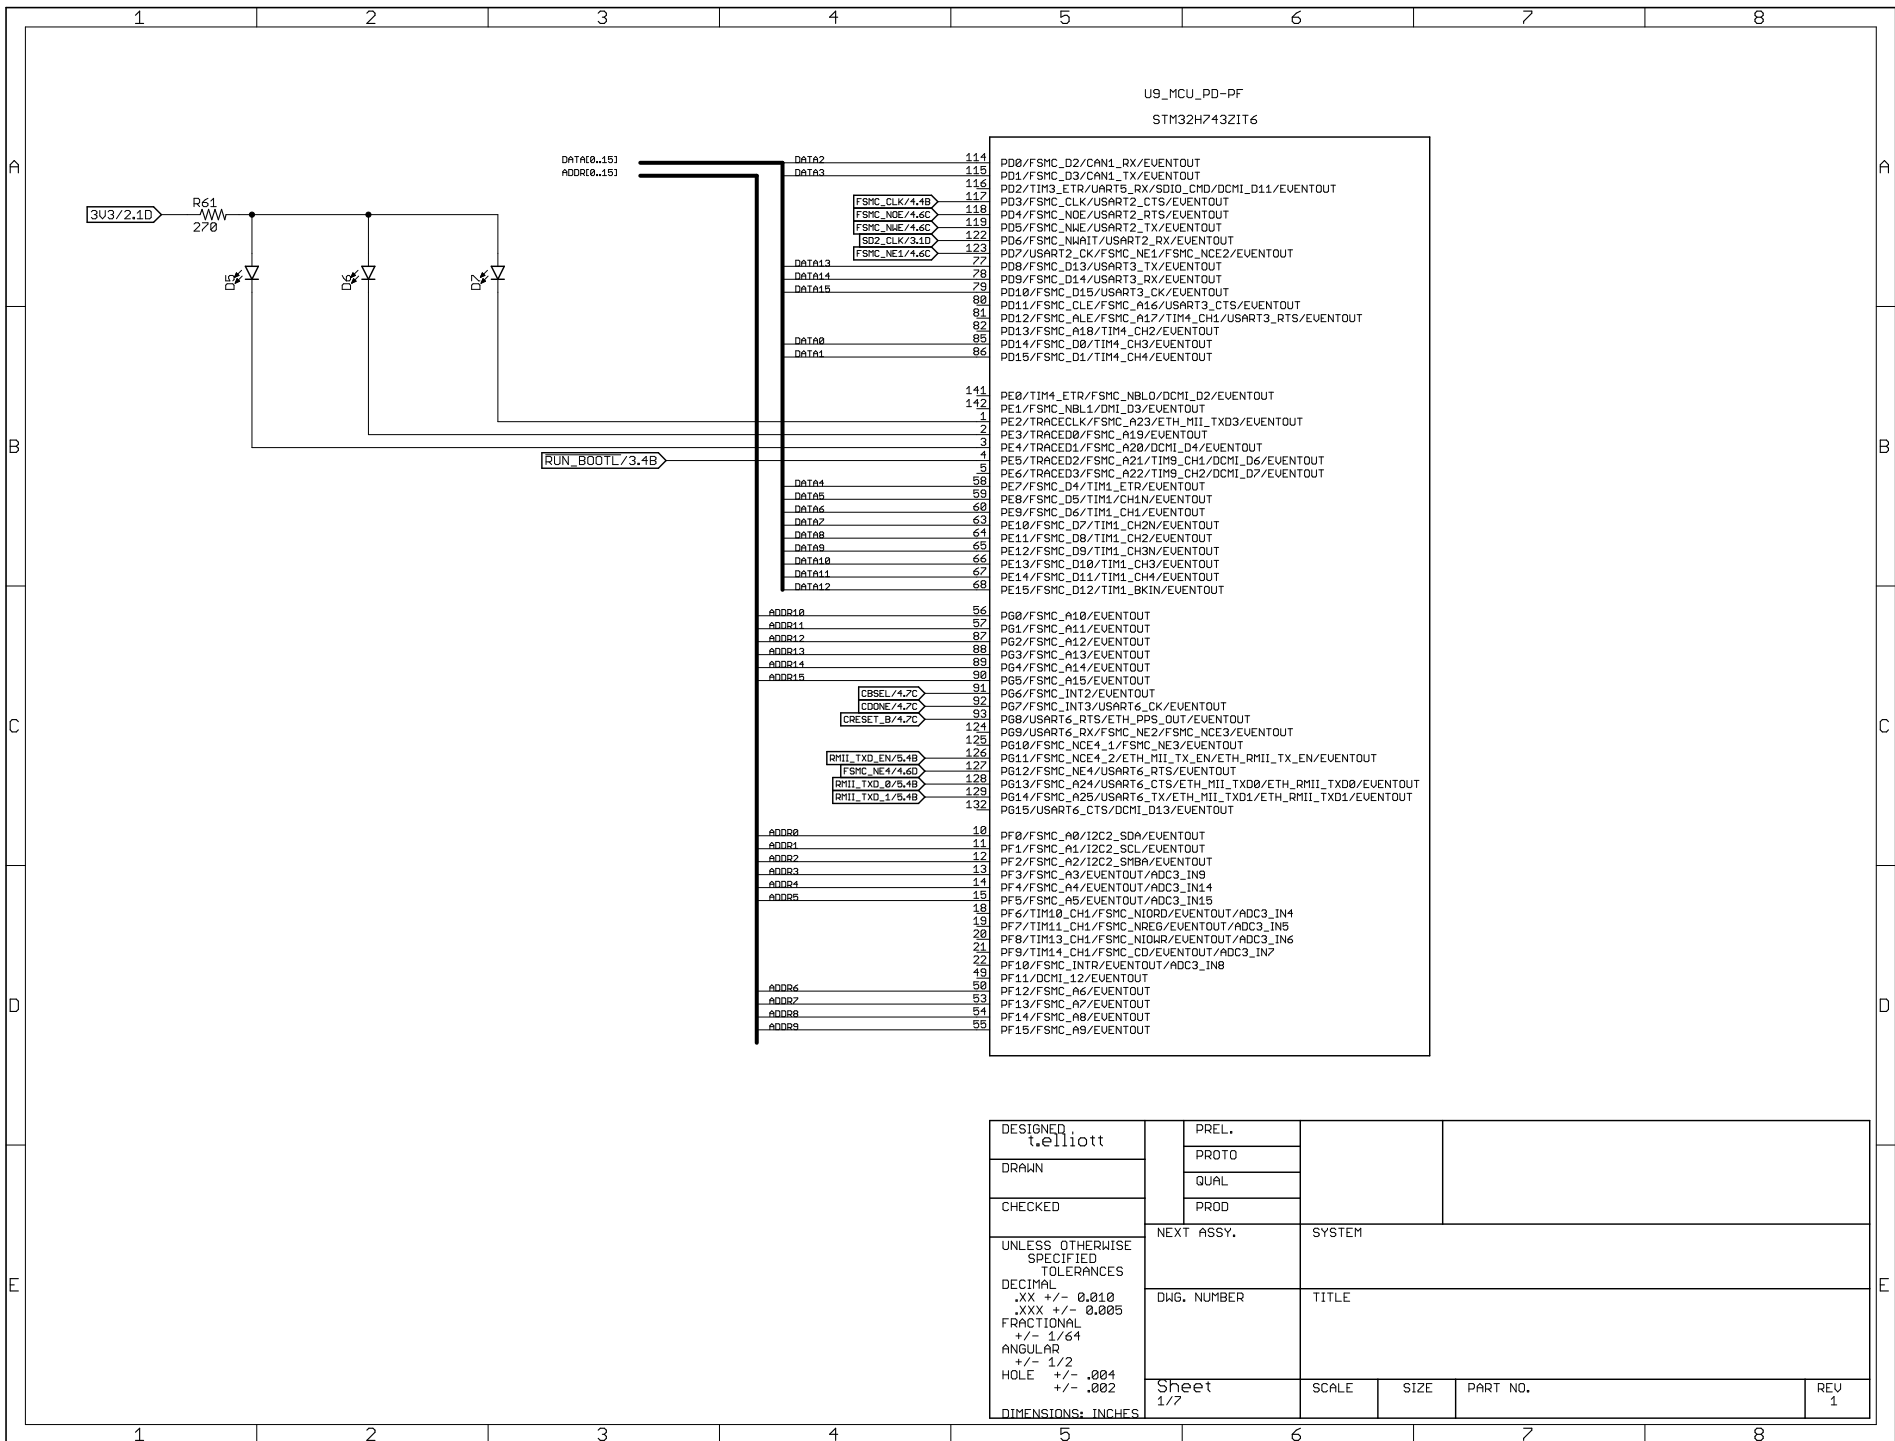 1 2 3 4 5 6 7 8
U9_MCU_PD-PF
STM32H743ZIT6
A A
DATA[0..15]
ADDR[0..15]
3V3/2.1D
R61
270
D5
D6
D7
DATA2 114 PD0/FSMC_D2/CAN1_RX/EVENTOUT
DATA3 115 PD1/FSMC_D3/CAN1_TX/EVENTOUT
116 PD2/TIM3_ETR/UART5_RX/SDIO_CMD/DCMI_D11/EVENTOUT
FSMC_CLK/4.4B 117 PD3/FSMC_CLK/USART2_CTS/EVENTOUT
FSMC_NOE/4.6C 118 PD4/FSMC_NOE/USART2_RTS/EVENTOUT
FSMC_NWE/4.6C 119 PD5/FSMC_NWE/USART2_TX/EVENTOUT
SD2_CLK/3.1D 122 PD6/FSMC_NWAIT/USART2_RX/EVENTOUT
FSMC_NE1/4.6C 123 PD7/USART2_CK/FSMC_NE1/FSMC_NCE2/EVENTOUT
DATA13 77 PD8/FSMC_D13/USART3_TX/EVENTOUT
DATA14 78 PD9/FSMC_D14/USART3_RX/EVENTOUT
DATA15 79 PD10/FSMC_D15/USART3_CK/EVENTOUT
80 PD11/FSMC_CLE/FSMC_A16/USART3_CTS/EVENTOUT
81 PD12/FSMC_ALE/FSMC_A17/TIM4_CH1/USART3_RTS/EVENTOUT
82 PD13/FSMC_A18/TIM4_CH2/EVENTOUT
DATA0 85 PD14/FSMC_D0/TIM4_CH3/EVENTOUT
DATA1 86 PD15/FSMC_D1/TIM4_CH4/EVENTOUT
141 PE0/TIM4_ETR/FSMC_NBL0/DCMI_D2/EVENTOUT
142 PE1/FSMC_NBL1/DMI_D3/EVENTOUT
1 PE2/TRACECLK/FSMC_A23/ETH_MII_TXD3/EVENTOUT
2 PE3/TRACED0/FSMC_A19/EVENTOUT
B B
3 PE4/TRACED1/FSMC_A20/DCMI_D4/EVENTOUT
RUN_BOOTL/3.4B 4 PE5/TRACED2/FSMC_A21/TIM9_CH1/DCMI_D6/EVENTOUT
5 PE6/TRACED3/FSMC_A22/TIM9_CH2/DCMI_D7/EVENTOUT
DATA4 58 PE7/FSMC_D4/TIM1_ETR/EVENTOUT
DATA5 59 PE8/FSMC_D5/TIM1/CH1N/EVENTOUT
DATA6 60 PE9/FSMC_D6/TIM1_CH1/EVENTOUT
DATA7 63 PE10/FSMC_D7/TIM1_CH2N/EVENTOUT
DATA8 64 PE11/FSMC_D8/TIM1_CH2/EVENTOUT
DATA9 65 PE12/FSMC_D9/TIM1_CH3N/EVENTOUT
DATA10 66 PE13/FSMC_D10/TIM1_CH3/EVENTOUT
DATA11 67 PE14/FSMC_D11/TIM1_CH4/EVENTOUT
DATA12 68 PE15/FSMC_D12/TIM1_BKIN/EVENTOUT
ADDR10 56 PG0/FSMC_A10/EVENTOUT
ADDR11 57 PG1/FSMC_A11/EVENTOUT
ADDR12 87 PG2/FSMC_A12/EVENTOUT
ADDR13 88 PG3/FSMC_A13/EVENTOUT
ADDR14 89 PG4/FSMC_A14/EVENTOUT
ADDR15 90 PG5/FSMC_A15/EVENTOUT
CBSEL/4.7C 91 PG6/FSMC_INT2/EVENTOUT
CDONE/4.7C 92 PG7/FSMC_INT3/USART6_CK/EVENTOUT
CRESET_B/4.7C 93 PG8/USART6_RTS/ETH_PPS_OUT/EVENTOUT
C C
124 PG9/USART6_RX/FSMC_NE2/FSMC_NCE3/EVENTOUT
125 PG10/FSMC_NCE4_1/FSMC_NE3/EVENTOUT
RMII_TXD_EN/5.4B 126 PG11/FSMC_NCE4_2/ETH_MII_TX_EN/ETH_RMII_TX_EN/EVENTOUT
FSMC_NE4/4.6D 127 PG12/FSMC_NE4/USART6_RTS/EVENTOUT
RMII_TXD_0/5.4B 128 PG13/FSMC_A24/USART6_CTS/ETH_MII_TXD0/ETH_RMII_TXD0/EVENTOUT
RMII_TXD_1/5.4B 129 PG14/FSMC_A25/USART6_TX/ETH_MII_TXD1/ETH_RMII_TXD1/EVENTOUT
132 PG15/USART6_CTS/DCMI_D13/EVENTOUT
ADDR0 10 PF0/FSMC_A0/I2C2_SDA/EVENTOUT
ADDR1 11 PF1/FSMC_A1/I2C2_SCL/EVENTOUT
ADDR2 12 PF2/FSMC_A2/I2C2_SMBA/EVENTOUT
ADDR3 13 PF3/FSMC_A3/EVENTOUT/ADC3_IN9
ADDR4 14 PF4/FSMC_A4/EVENTOUT/ADC3_IN14
ADDR5 15 PF5/FSMC_A5/EVENTOUT/ADC3_IN15
18 PF6/TIM10_CH1/FSMC_NIORD/EVENTOUT/ADC3_IN4
19 PF7/TIM11_CH1/FSMC_NREG/EVENTOUT/ADC3_IN5
20 PF8/TIM13_CH1/FSMC_NIOWR/EVENTOUT/ADC3_IN6
21 PF9/TIM14_CH1/FSMC_CD/EVENTOUT/ADC3_IN7
22 PF10/FSMC_INTR/EVENTOUT/ADC3_IN8
49 PF11/DCMI_12/EVENTOUT
ADDR6 50 PF12/FSMC_A6/EVENTOUT
D D
ADDR7 53 PF13/FSMC_A7/EVENTOUT
ADDR8 54 PF14/FSMC_A8/EVENTOUT
ADDR9 55 PF15/FSMC_A9/EVENTOUT
DESIGNED
t.elliott
DRAWN
CHECKED
PREL.
PROTO
QUAL
PROD
UNLESS OTHERWISE
SPECIFIED
TOLERANCES
DECIMAL
.XX +/- 0.010
.XXX +/- 0.005
FRACTIONAL
+/- 1/64
ANGULAR
+/- 1/2
HOLE +/- .004
+/- .002
DIMENSIONS: INCHES
NEXT ASSY.
SYSTEM
E E
DWG. NUMBER
TITLE
Sheet
1/7
SCALE
SIZE
PART NO.
REV
1
1 2 3 4 5 6 7 8